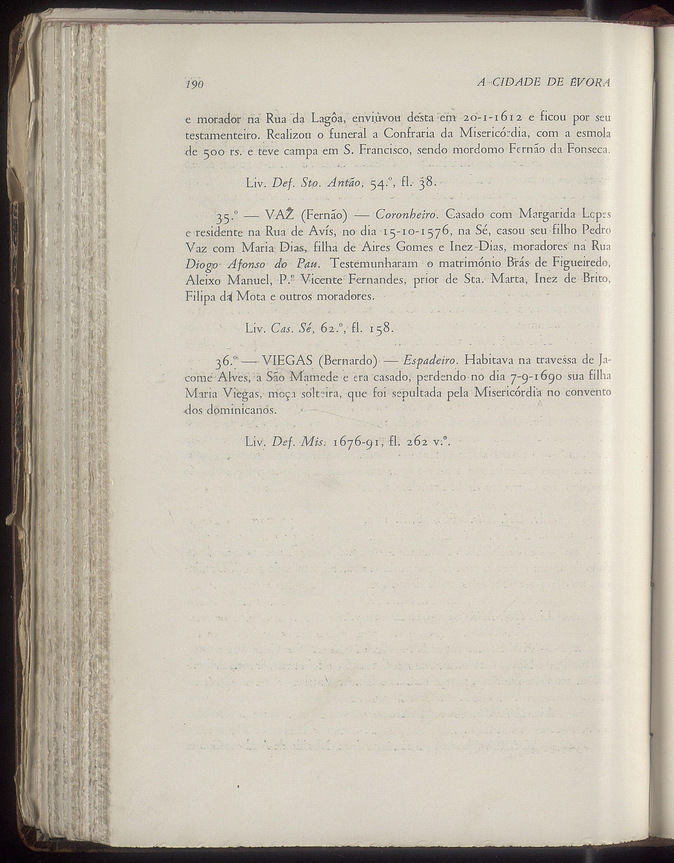 190 A CIDADE DE ÉVORA
e morador na Rua da Lagôa, enviùvou desta em 20-1-1612 e ficou por seu
testamenteiro. Realizou o funeral a Confraria da Misericórdia, com a esmola
de 500 rs. e teve campa em S. Francisco, sendo mordomo Fernão da Fonseca.
Liv. Def. Sto. Antão, 54.º, fl. 38.
35.º — VAZ (Fernão) — Coronheiro. Casado com Margarida Lopes
e residente na Rua de Avís, no dia 15-10-1576, na Sé, casou seu filho Pedro
Vaz com Maria Dias, filha de Aires Gomes e Inez Dias, moradores na Rua
Diogo Afonso do Pau. Testemunharam o matrimónio Brás de Figueiredo,
Aleixo Manuel, P.º Vicente Fernandes, prior de Sta. Marta, Inez de Brito,
Filipa da Mota e outros moradores.
Liv. Cas. Sé, 62.º, fl. 158.
36.º — VIEGAS (Bernardo) — Espadeiro. Habitava na travessa de Ja-
come Alves, a São Mamede e era casado, perdendo no dia 7-9-1690 sua filha
Maria Viegas, moça solteira, que foi sepultada pela Misericórdia no convento
dos dominicanos.
Liv. Def. Mis. 1676-91, fl. 262 v.º.